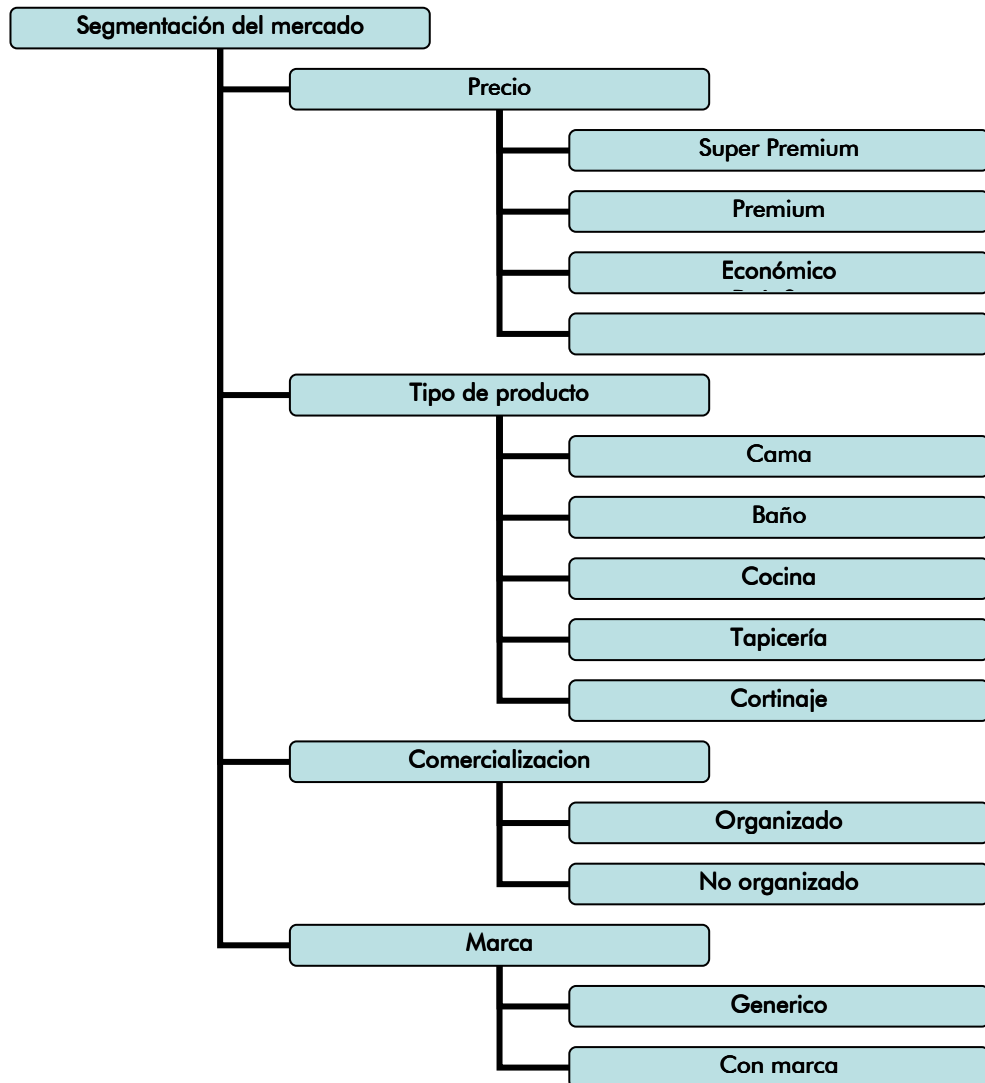 Segmentación del mercado
Precio
Super Premium
Premium
Económico
Tipo de producto
Cama
Baño
Cocina
Tapicería
Cortinaje
Comercializacion
Organizado
No organizado
Marca
Generico
Con marca